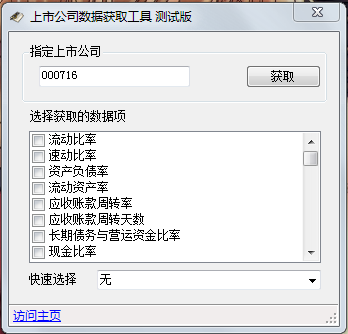 上市公司数据获取工具 测试版
指定上市公司
000716
获取
选择获取的数据项
流动比率
速动比率
资产负债率
流动资产率
应收账款周转率
应收账款周转天数
长期债务与营运资金比率
现金比率
快速选择
无
访问主页